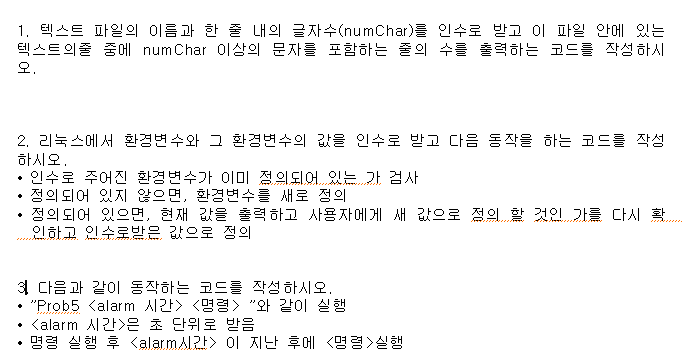 1. 텍스트 파일의 이름과 한 줄 내의 글자수(numChar)를 인수로 받고 이 파일 안에 있는
텍스트의줄 중에 numChar 이상의 문자를 포함하는 줄의 수를 출력하는 코드를 작성하시
오.
2. 리눅스에서 환경변수와 그 환경변수의 값을 인수로 받고 다음 동작을 하는 코드를 작성
하시오.
• 인수로 주어진 환경변수가 이미 정의되어 있는 가 검사
• 정의되어 있지 않으면, 환경변수를 새로 정의
• 정의되어 있으면, 현재 값을 출력하고 사용자에게 새 값으로 정의 할 것인 가를 다시 확
인하고 인수로받은 값으로 정의
3. 다음과 같이 동작하는 코드를 작성하시오.
• "Prob5 <alarm 시간> <명령> "와 같이 실행
• <alarm 시간>은 초 단위로 받음
• 명령 실행 후 <alarm시간> 이 지난 후에 <명령>실행